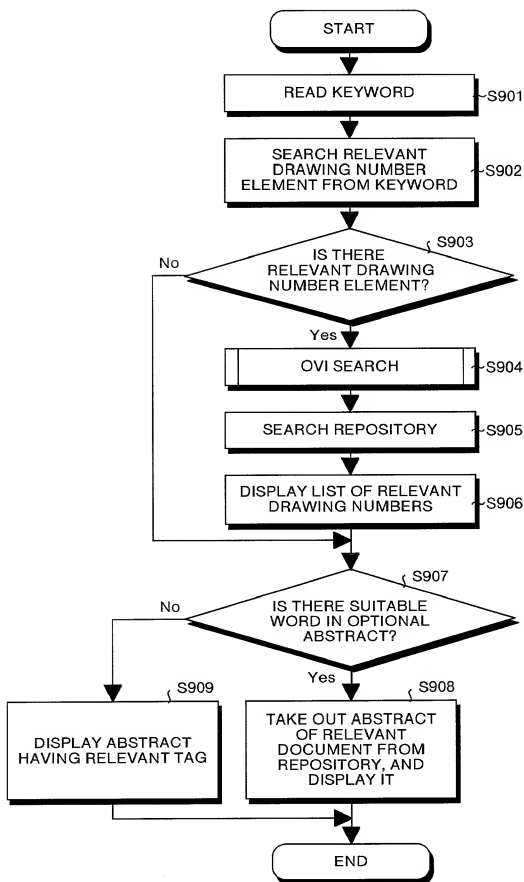 START
READ KEYWORD
S901
SEARCH RELEVANT
DRAWING NUMBER
ELEMENT FROM KEYWORD
S902
S903
IS THERE
RELEVANT DRAWING
NUMBER ELEMENT?
No
Yes
OVI SEARCH
S904
SEARCH REPOSITORY
S905
DISPLAY LIST OF RELEVANT
DRAWING NUMBERS
S906
S907
IS THERE SUITABLE
WORD IN OPTIONAL
ABSTRACT?
No
Yes
S909
DISPLAY ABSTRACT
HAVING RELEVANT TAG
S908
TAKE OUT ABSTRACT
OF RELEVANT
DOCUMENT FROM
REPOSITORY, AND
DISPLAY IT
END